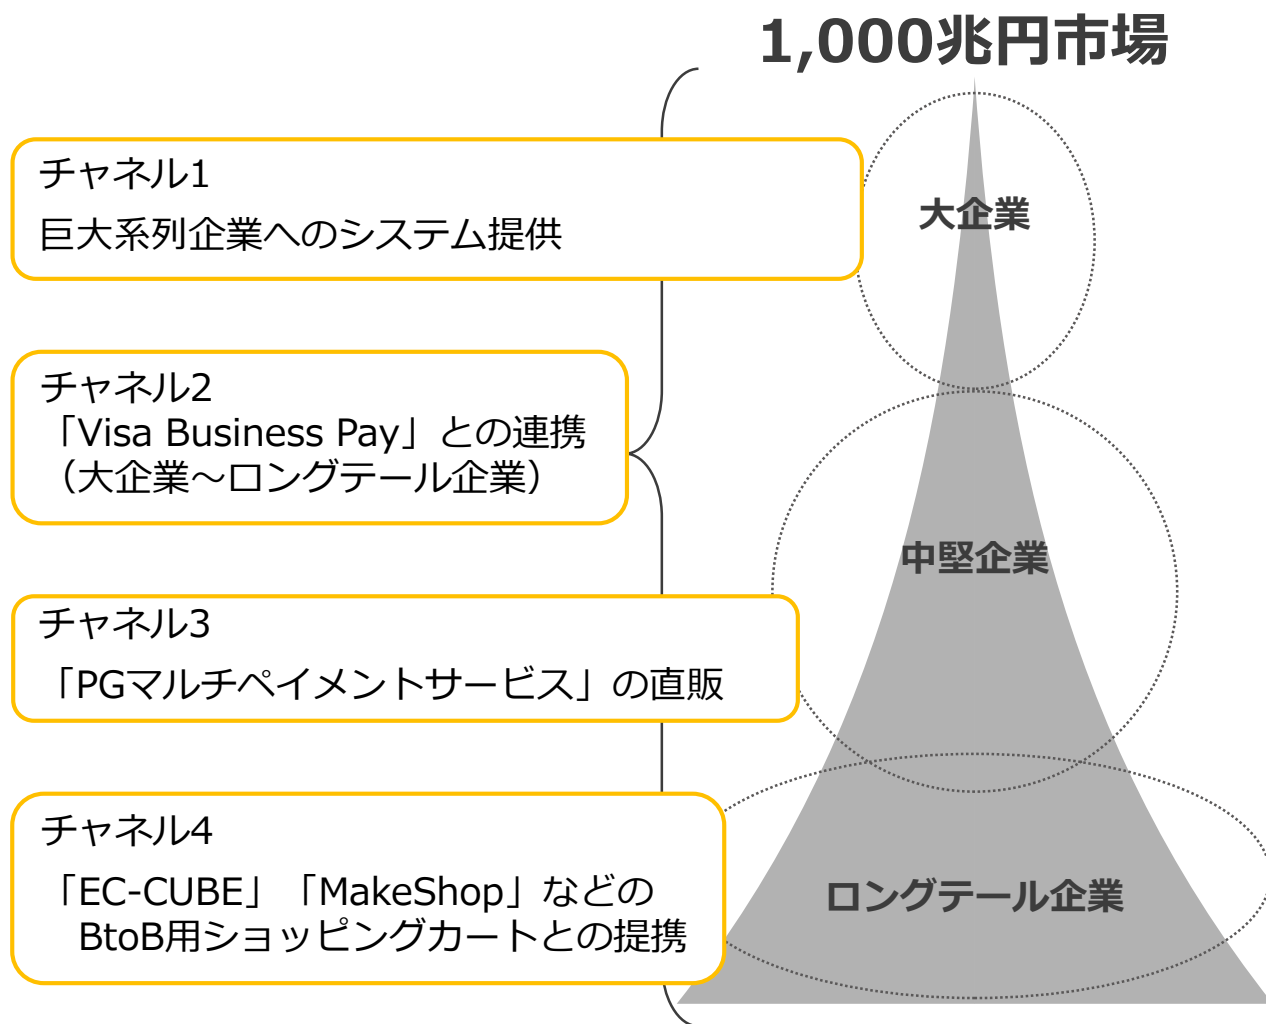 1,000兆円市場
チャネル1
巨大系列企業へのシステム提供
大企業
チャネル2
「Visa Business Pay」との連携
（大企業～ロングテール企業）
中堅企業
チャネル3
「PGマルチペイメントサービス」の直販
チャネル4
「EC-CUBE」「MakeShop」などの
BtoB用ショッピングカートとの提携
ロングテール企業